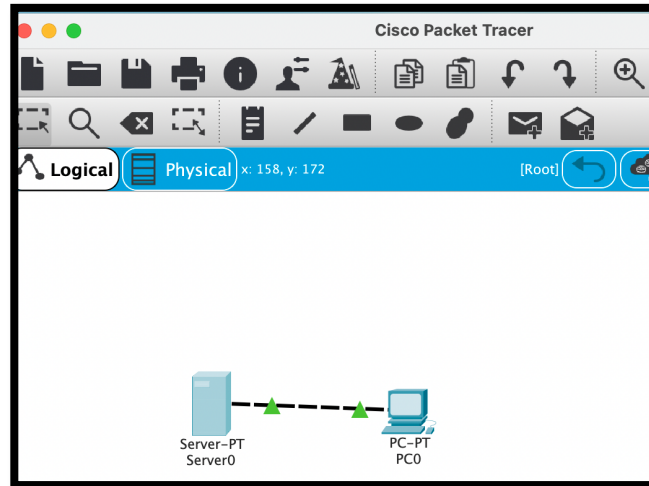 Cisco Packet Tracer
Logical Physical x: 158, y: 172 [Root]
Server-PT
Server0
PC-PT
PC0